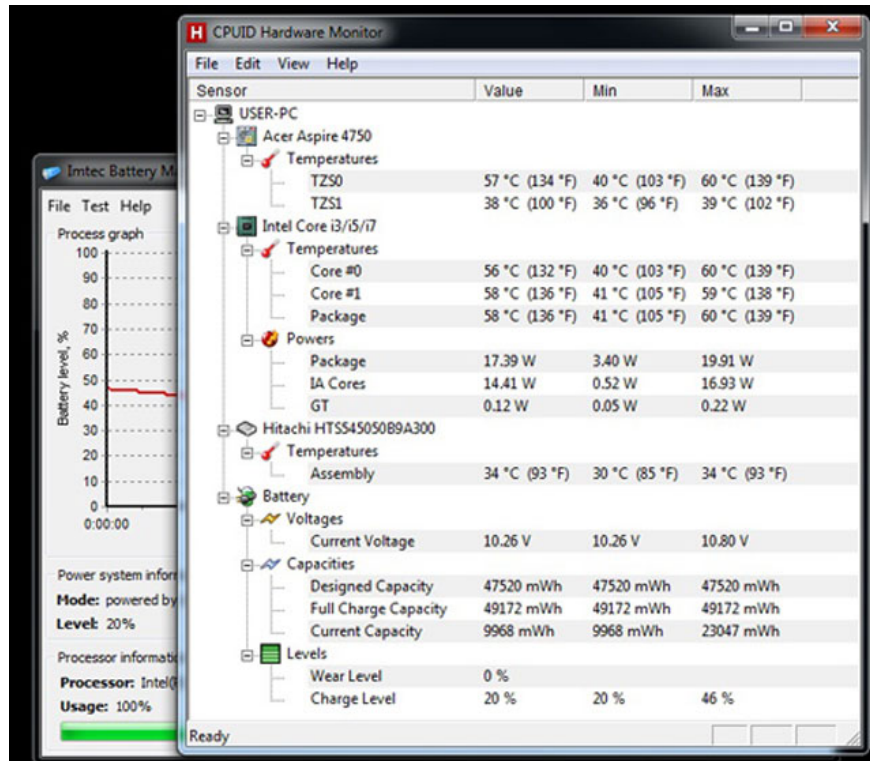 CPUID Hardware Monitor
File Edit View Help
Sensor Value Min Max
USER-PC
Acer Aspire 4750
Temperatures
TZS0 57 °C (134 °F) 40 °C (103 °F) 60 °C (139 °F)
TZS1 38 °C (100 °F) 36 °C (96 °F) 39 °C (102 °F)
Intel Core i3/i5/i7
Temperatures
Core #0 56 °C (132 °F) 40 °C (103 °F) 60 °C (139 °F)
Core #1 58 °C (136 °F) 41 °C (105 °F) 59 °C (138 °F)
Package 58 °C (136 °F) 41 °C (105 °F) 60 °C (139 °F)
Powers
Package 17.39 W 3.40 W 19.91 W
IA Cores 14.41 W 0.52 W 16.93 W
GT 0.12 W 0.05 W 0.22 W
Hitachi HTS545050B9A300
Temperatures
Assembly 34 °C (93 °F) 30 °C (85 °F) 34 °C (93 °F)
Battery
Voltages
Current Voltage 10.26 V 10.26 V 10.80 V
Capacities
Designed Capacity 47520 mWh 47520 mWh 47520 mWh
Full Charge Capacity 49172 mWh 49172 mWh 49172 mWh
Current Capacity 9968 mWh 9968 mWh 23047 mWh
Levels
Wear Level 0 %
Charge Level 20 % 20 % 46 %
Ready
Imtec Battery M
File Test Help
Process graph
Battery level, %
100
90
80
70
60
50
40
30
20
10
0
0:00:00
Power system inform
Mode: powered by
Level: 20%
Processor informatio
Processor: Intel(
Usage: 100%